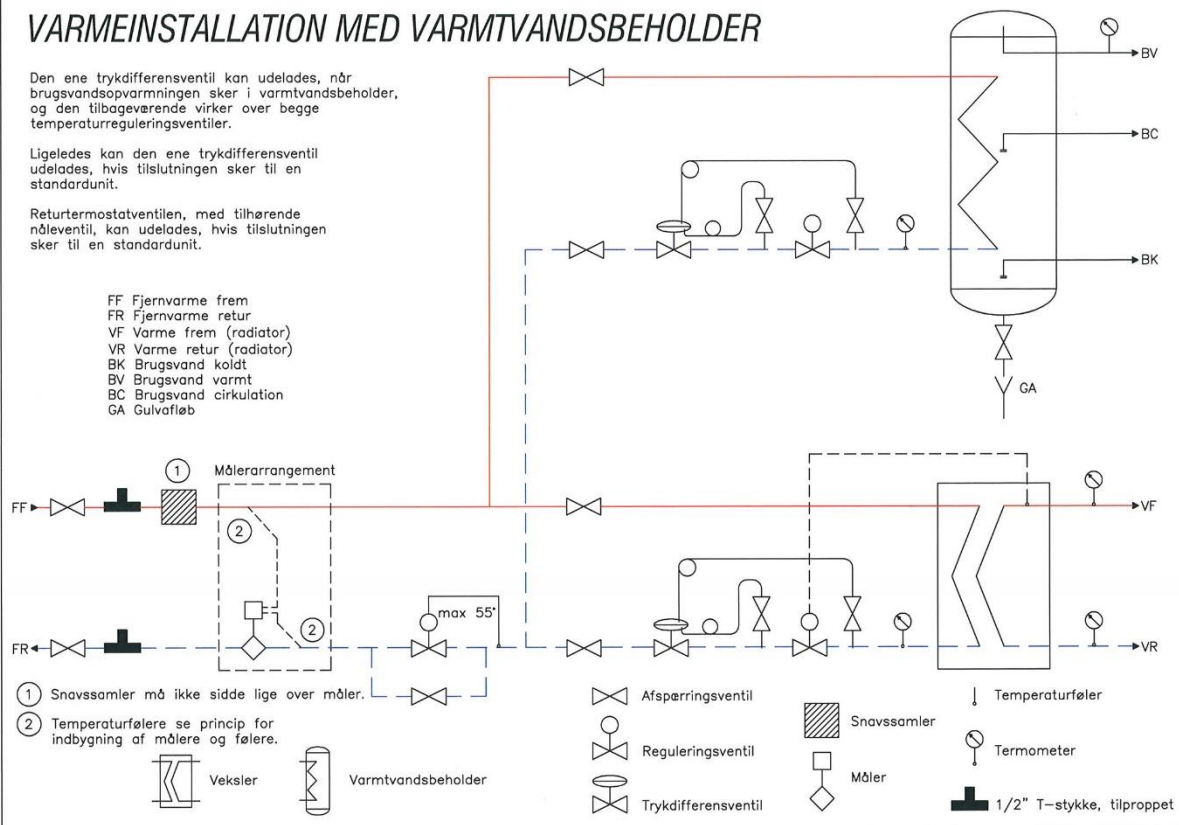 VARMEINSTALLATION MED VARMTVANDSBEHOLDER
Den ene trykdifferensventil kan udelades, når
brugsvandsopvarmningen sker i varmtvandsbeholder,
og den tilbageværende virker over begge
temperaturreguleringsventiler.
Ligeledes kan den ene trykdifferensventil
udelades, hvis tilslutningen sker til en
standardunit.
Returtermostatventilen, med tilhørende
nåleventil, kan udelades, hvis tilslutningen
sker til en standardunit.
FF Fjernvarme frem
FR Fjernvarme retur
VF Varme frem (radiator)
VR Varme retur (radiator)
BK Brugsvand koldt
BV Brugsvand varmt
BC Brugsvand cirkulation
GA Gulvafløb
BV
BC
BK
GA
1
Målerarrangement
FF
2
VF
max 55°
2
FR
VR
1 Snavssamler må ikke sidde lige over måler.
2 Temperaturfølere se princip for
indbygning af målere og følere.
Veksler
Varmtvandsbeholder
Afspærringsventil
Reguleringsventil
Trykdifferensventil
Snavssamler
Måler
Temperaturføler
Termometer
1/2" T-stykke, tilproppet